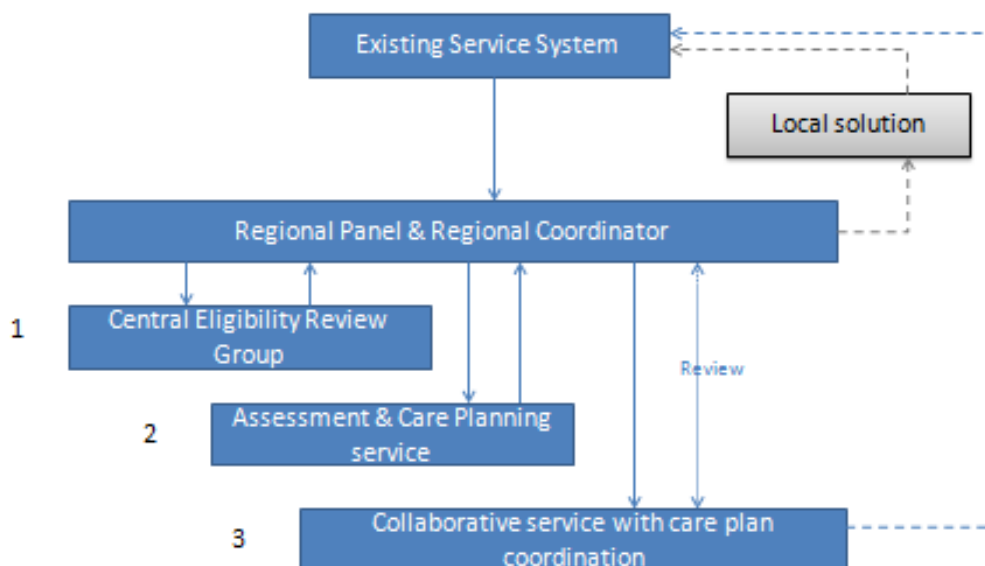 Existing Service System
Local solution
Regional Panel & Regional Coordinator
1
Central Eligibility Review
Group
Review
2
Assessment & Care Planning
service
3
Collaborative service with care plan
coordination